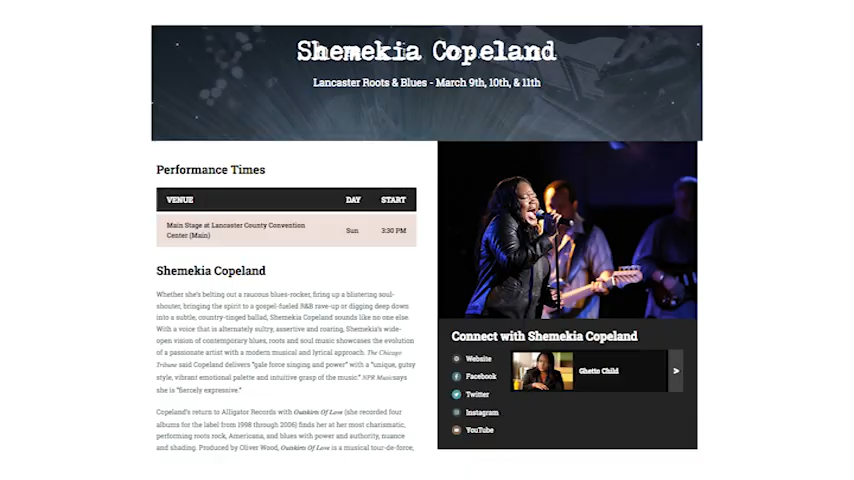 Shemekia Copeland
Lancaster Roots & Blues - March 9th, 10th, & 11th
Performance Times
VENUE DAY START
Main Stage at Lancaster County Convention
Center (Main) Sun 3:30 PM
Shemekia Copeland
Whether she's belting out a raucous blues-rocker, firing up a blistering soul-
shouter, bringing the spirit to a gospel-fueled R&B rave-up or digging deep down
into a subtle, country-tinged ballad, Shemekia Copeland sounds like no one else.
With a voice that is alternately sultry, assertive and roaring, Shemekia's wide-
open vision of contemporary blues, roots and soul music showcases the evolution
of a passionate artist with a modern musical and lyrical approach. The Chicago
Tribune said Copeland delivers "gale force singing and power" with a "unique, gutsy
style, vibrant emotional palette and intuitive grasp of the music." NPR Music says
she is "fiercely expressive."
Copeland's return to Alligator Records with Outskirts Of Love (she recorded four
albums for the label from 1998 through 2006) finds her at her most charismatic,
performing roots rock, Americana, and blues with power and authority, nuance
and shading. Produced by Oliver Wood, Outskirts Of Love is a musical tour-de-force,
Connect with Shemekia Copeland
Website
Facebook
Twitter
Instagram
YouTube
Ghetto Child >